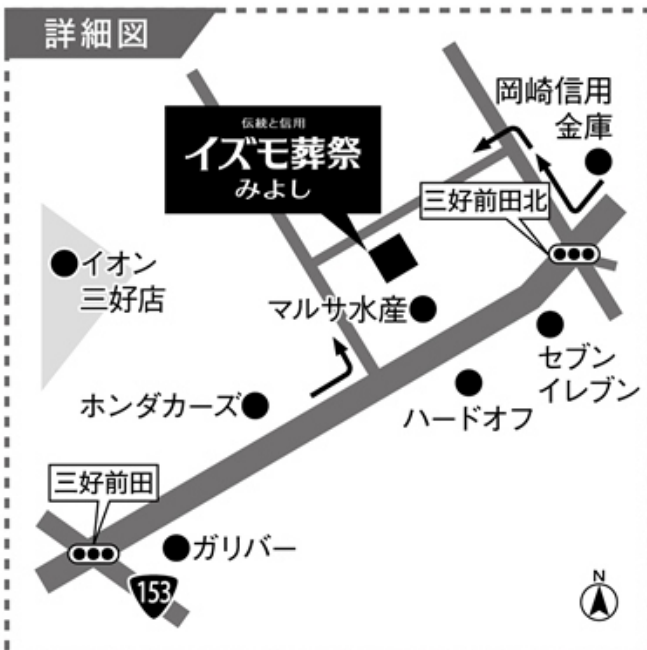 詳細図
岡崎信用
金庫
伝統と信用
イズモ葬祭
みよし
三好前田北
イオン
三好店
マルサ水産
セブン
イレブン
ホンダカーズ
ハードオフ
三好前田
ガリバー
153
N